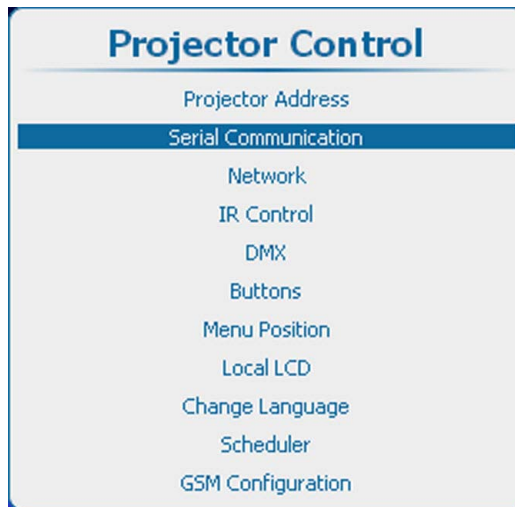 Projector Control
Projector Address
Serial Communication
Network
IR Control
DMX
Buttons
Menu Position
Local LCD
Change Language
Scheduler
GSM Configuration